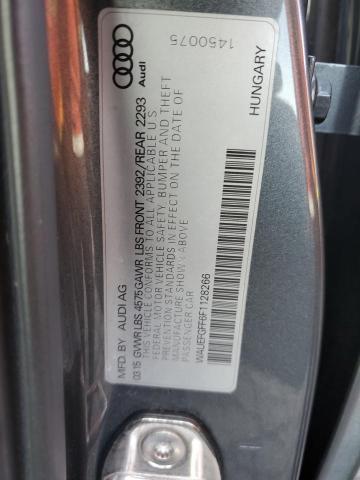 Audi
1450075
MFD. BY AUDI AG HUNGARY
03.15 GVWR LBS 4575 GAWR LBS FRONT 2392/REAR 2293
THIS CONFORMS TO ALL APPLICABLE U S
FEDERAL MOTOR VEHICLE SAFETY, BUMPER AND THEFT
PREVENTION STANDARDS IN EFFECT ON THE DATE OF
MANUFACTURE SHOWN ABOVE
PASSENGER CAR
WAUEFGFF6F1128266